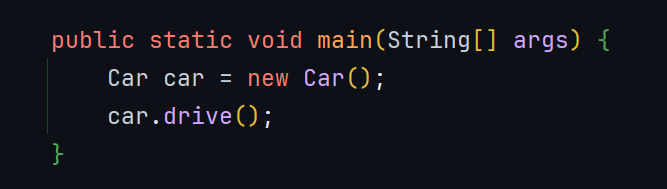 public static void main(String[] args) {
    Car car = new Car();
    car.drive();
}